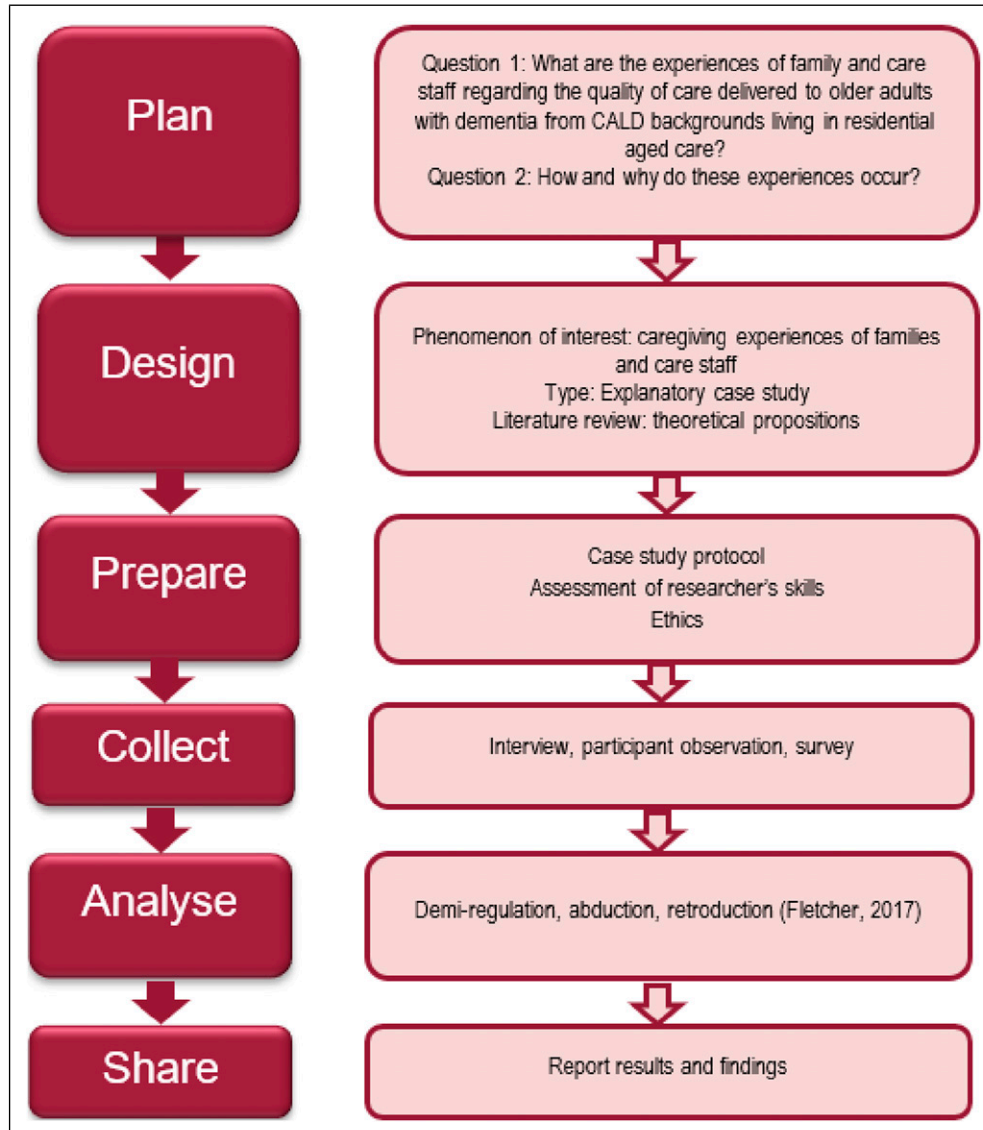 Plan
Question 1: What are the experiences of family and care
staff regarding the quality of care delivered to older adults
with dementia from CALD backgrounds living in residential
aged care?
Question 2: How and why do these experiences occur?
Design
Phenomenon of interest: caregiving experiences of families
and care staff
Type: Explanatory case study
Literature review: theoretical propositions
Prepare
Case study protocol
Assessment of researcher's skills
Ethics
Collect
Interview, participant observation, survey
Analyse
Demi-regulation, abduction, retroduction (Fletcher, 2017)
Share
Report results and findings